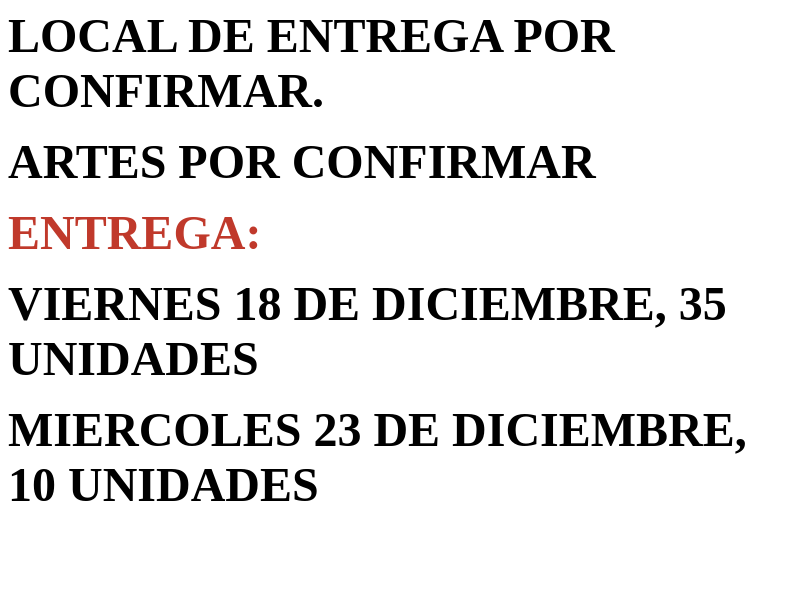 LOCAL DE ENTREGA POR
CONFIRMAR.
ARTES POR CONFIRMAR
ENTREGA:
VIERNES 18 DE DICIEMBRE, 35
UNIDADES
MIERCOLES 23 DE DICIEMBRE,
10 UNIDADES